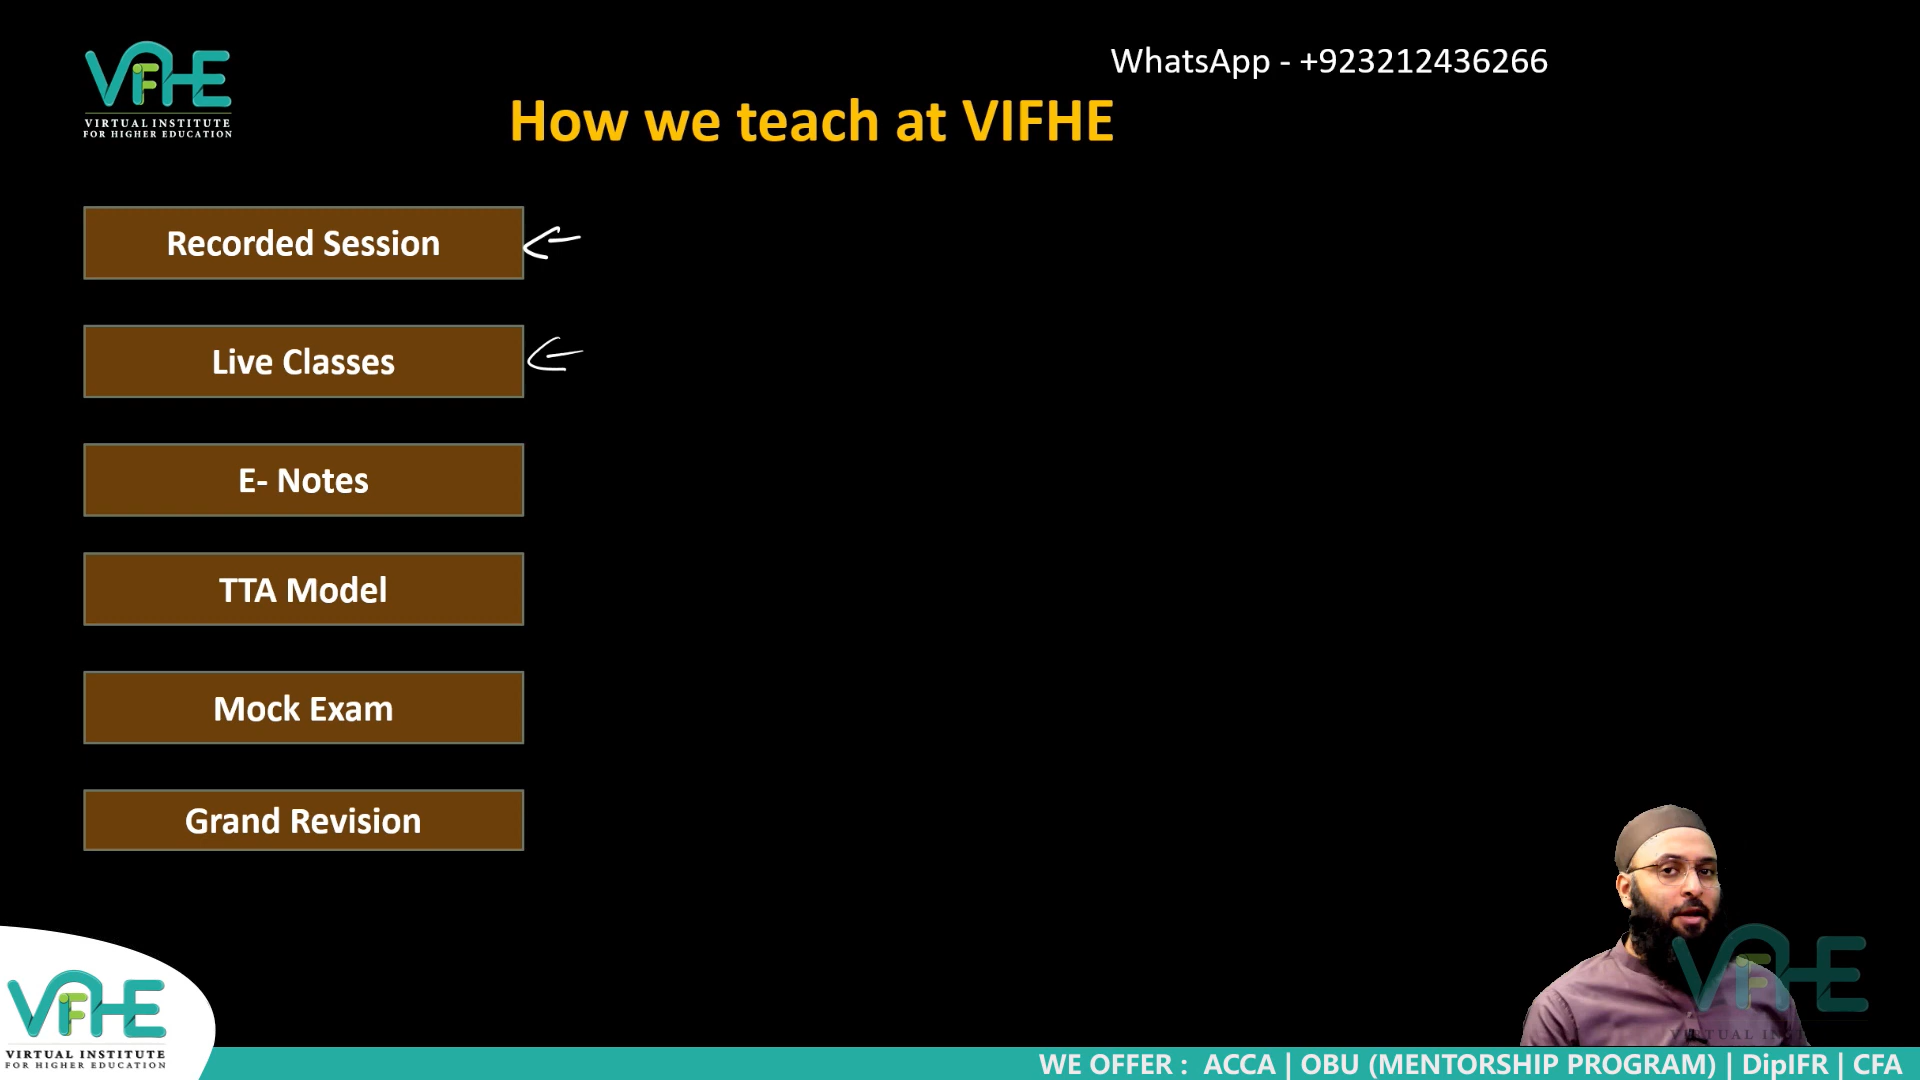 VIFHE
VIRTUAL INSTITUTE
FOR HIGHER EDUCATION
WhatsApp - +923212436266
How we teach at VIFHE
Recorded Session
Live Classes
E- Notes
TTA Model
Mock Exam
Grand Revision
VIFHE
VIRTUAL INSTITUTE
FOR HIGHER EDUCATION
VIFHE
WE OFFER : ACCA | OBU (MENTORSHIP PROGRAM) | DipIFR | CFA